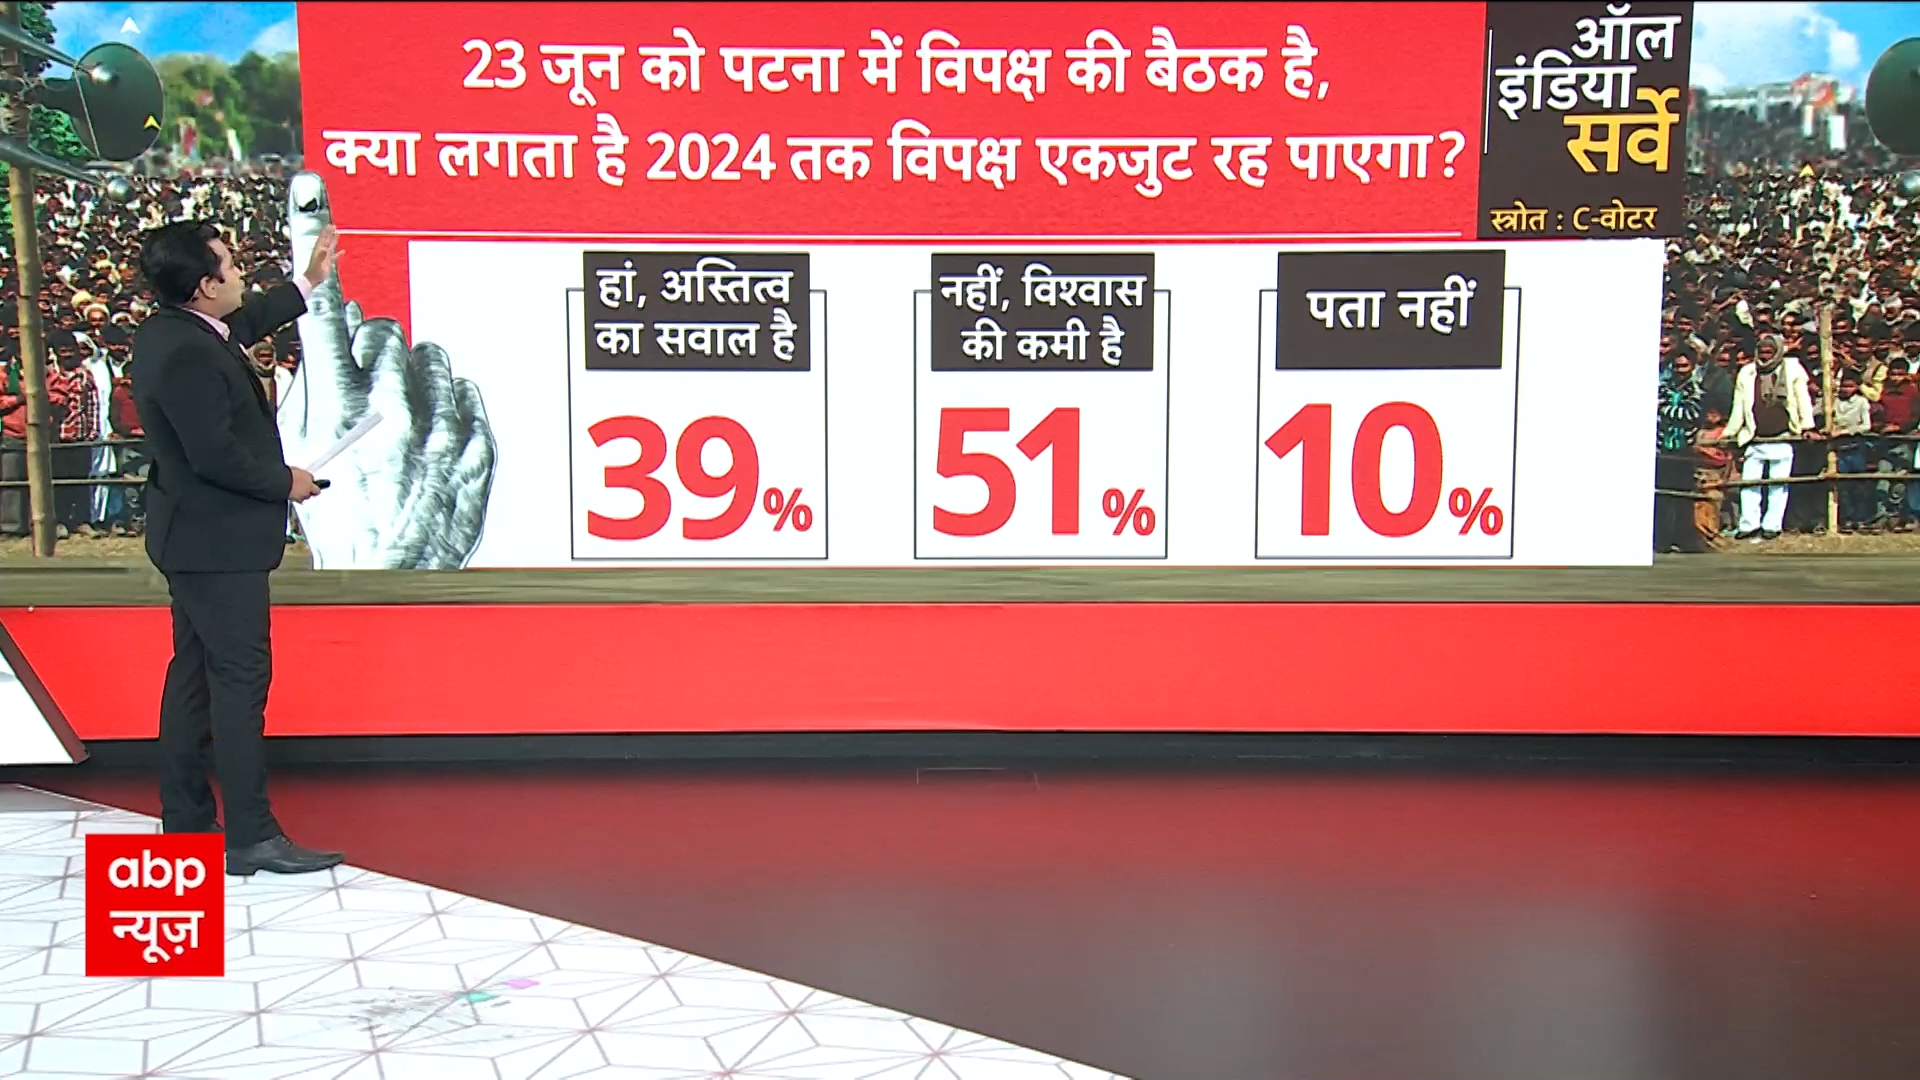 23 जून को पटना में विपक्ष की बैठक है,
क्या लगता है 2024 तक विपक्ष एकजुट रह पाएगा?
ऑल
इंडिया
सर्वे
स्त्रोत : C-वोटर
हां, अस्तित्व
का सवाल है
39%
नहीं, विश्वास
की कमी है
51%
पता नहीं
10%
abp
न्यूज़